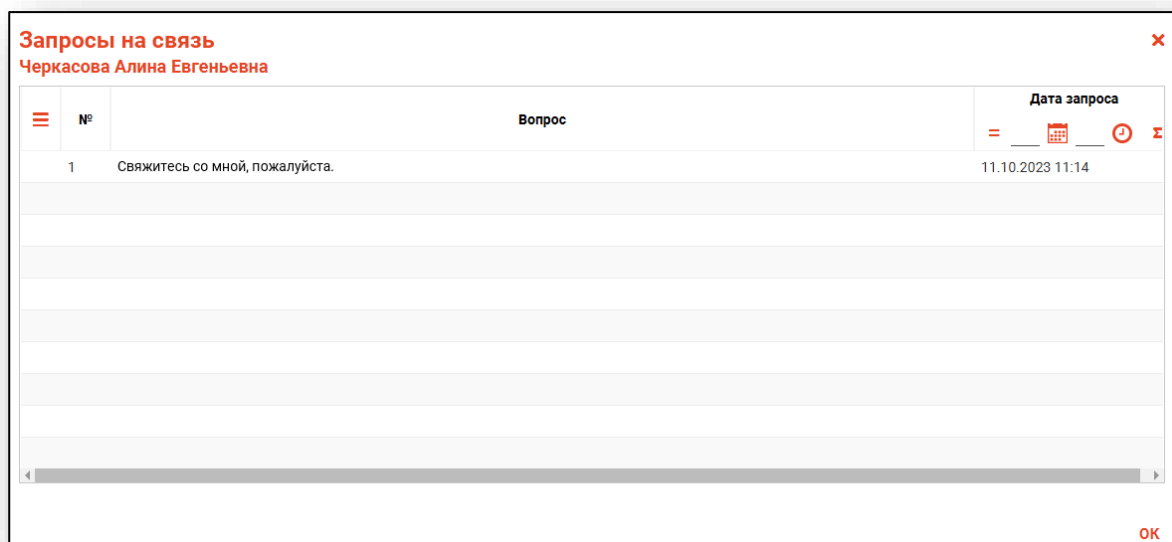 Запросы на связь
Черкасова Алина Евгеньевна
№ Вопрос Дата запроса
= Σ
1 Свяжитесь со мной, пожалуйста. 11.10.2023 11:14
ОК